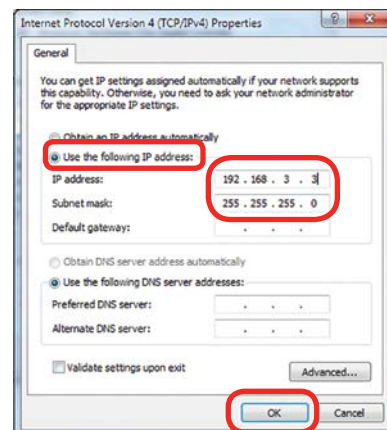 Internet Protocol Version 4 (TCP/IPv4) Properties
General
You can get IP settings assigned automatically if your network supports
this capability. Otherwise, you need to ask your network administrator
for the appropriate IP settings.
Obtain an IP address automatically
Use the following IP address:
IP address: 192 . 168 . 3 . 3
Subnet mask: 255 . 255 . 255 . 0
Default gateway: . . .
Obtain DNS server address automatically
Use the following DNS server addresses:
Preferred DNS server: . . .
Alternate DNS server: . . .
Validate settings upon exit
Advanced...
OK Cancel